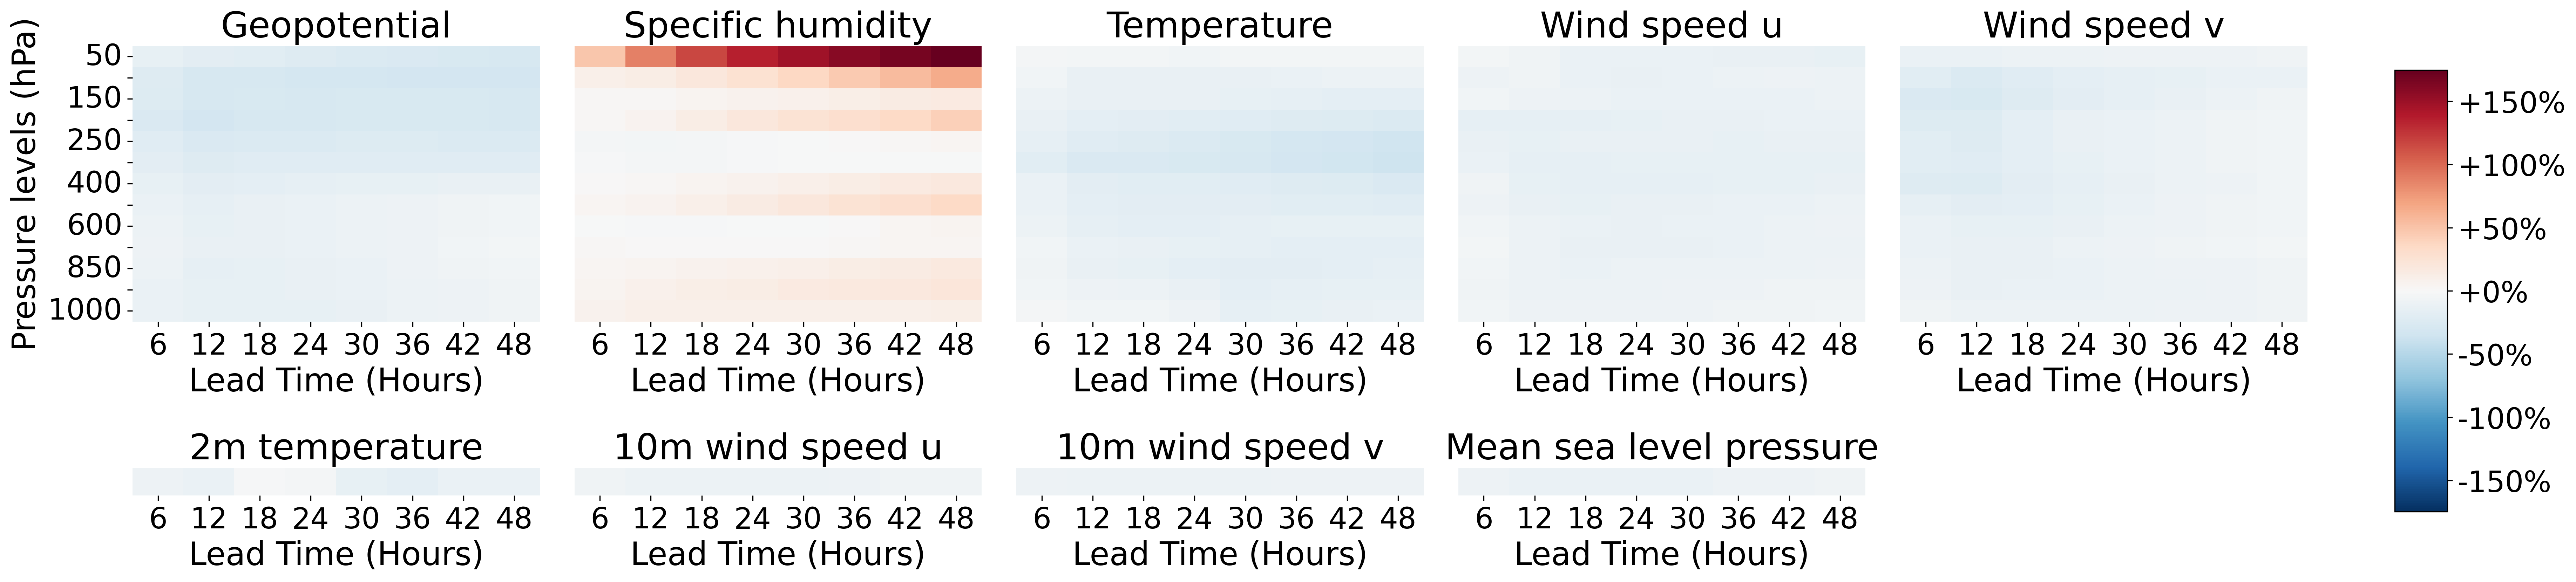 Geopotential
Specific humidity
Temperature
Wind speed u
Wind speed v
Pressure levels (hPa)
50
150
250
400
600
850
1000
6 12 18 24 30 36 42 48
6 12 18 24 30 36 42 48
6 12 18 24 30 36 42 48
6 12 18 24 30 36 42 48
6 12 18 24 30 36 42 48
Lead Time (Hours)
Lead Time (Hours)
Lead Time (Hours)
Lead Time (Hours)
Lead Time (Hours)
+150%
+100%
+50%
+0%
-50%
-100%
-150%
2m temperature
10m wind speed u
10m wind speed v
Mean sea level pressure
6 12 18 24 30 36 42 48
6 12 18 24 30 36 42 48
6 12 18 24 30 36 42 48
6 12 18 24 30 36 42 48
Lead Time (Hours)
Lead Time (Hours)
Lead Time (Hours)
Lead Time (Hours)